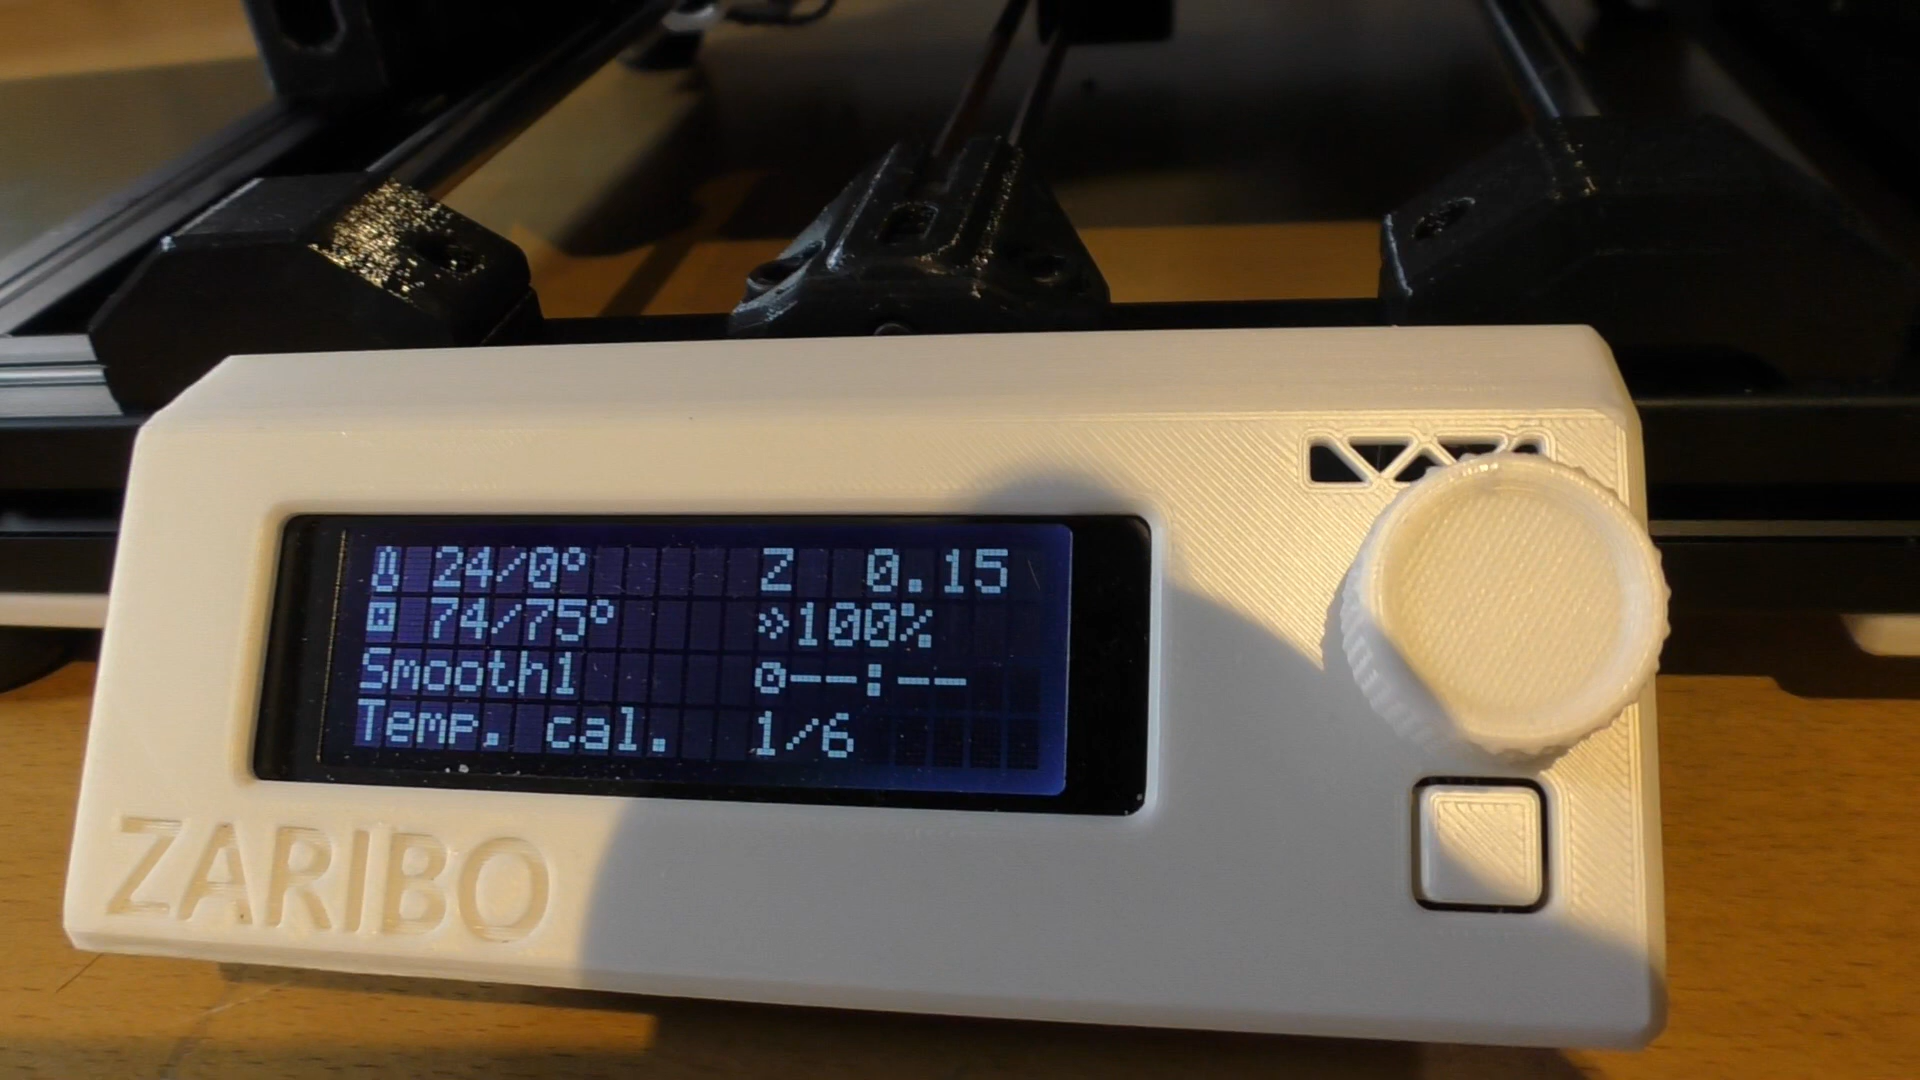 24/0° Z 0.15
74/75° »100%
Smooth1 --:--
Temp. cal. 1/6
ZARIBO